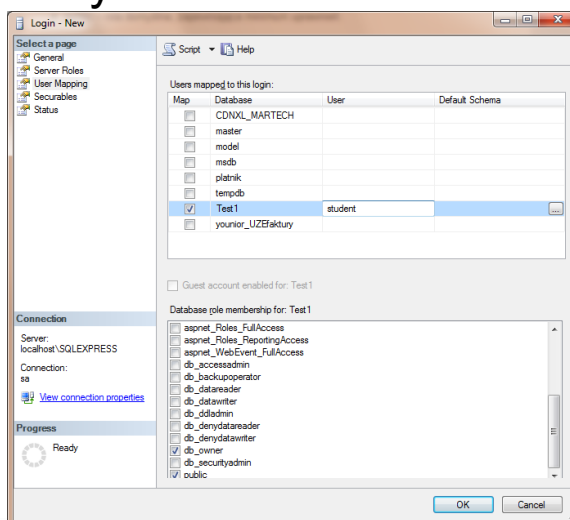 Login - New
Select a page
General
Server Roles
User Mapping
Securables
Status
Script Help
Users mapped to this login:
Map Database User Default Schema
CDNXL_MARTECH
master
model
msdb
platnik
tempdb
Test1 student ...
younior_UZEfaktury
Guest account enabled for: Test1
Database role membership for: Test1
aspnet_Roles_FullAccess
aspnet_Roles_ReportingAccess
aspnet_WebEvent_FullAccess
db_accessadmin
db_backupoperator
db_datareader
db_datawriter
db_ddladmin
db_denydatareader
db_denydatawriter
db_owner
db_securityadmin
public
Connection
Server:
localhost\SQLEXPRESS
Connection:
sa
View connection properties
Progress
Ready
OK Cancel